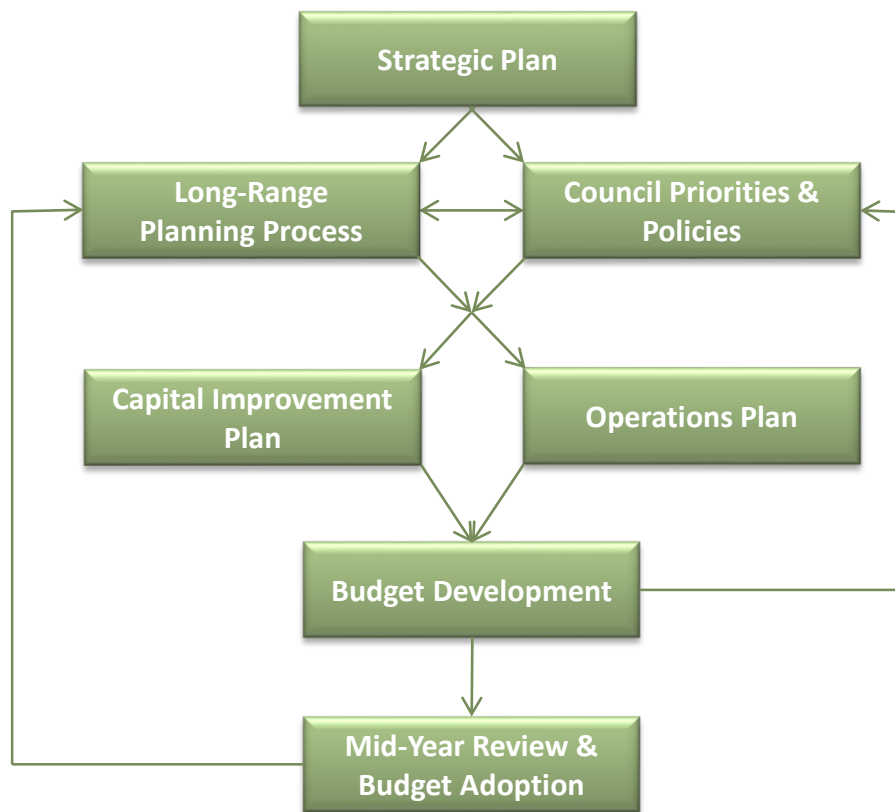 Strategic Plan
Long-Range
Planning Process
Council Priorities &
Policies
Capital Improvement
Plan
Operations Plan
Budget Development
Mid-Year Review &
Budget Adoption